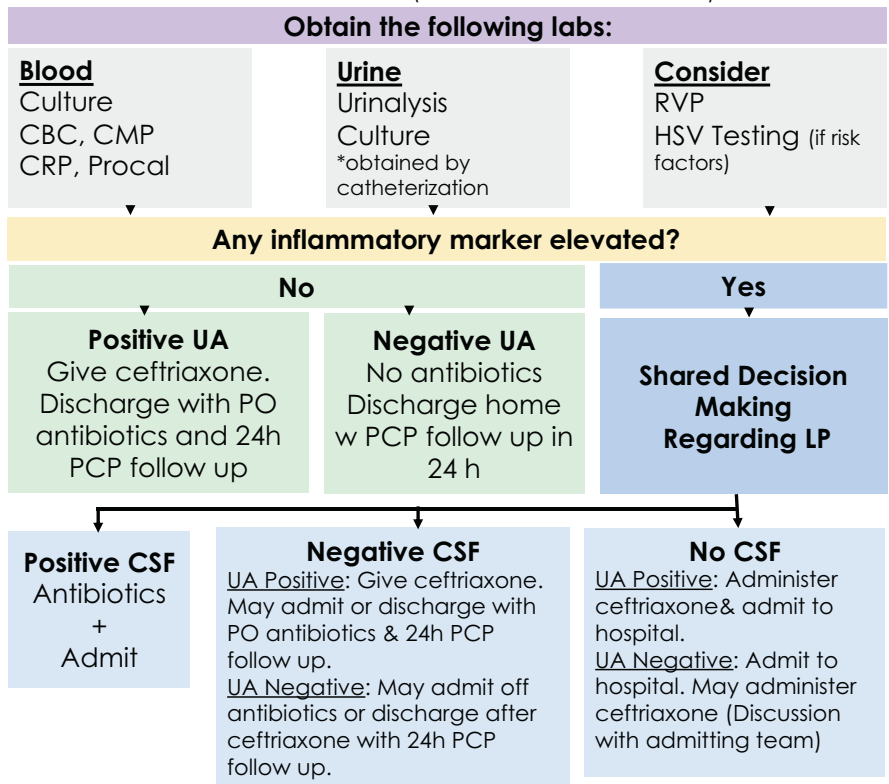 Obtain the following labs:
Blood
Culture
CBC, CMP
CRP, Procal
Urine
Urinalysis
Culture
*obtained by
catheterization
Consider
RVP
HSV Testing (if risk
factors)
Any inflammatory marker elevated?
No
Yes
Positive UA
Give ceftriaxone.
Discharge with PO
antibiotics and 24h
PCP follow up
Negative UA
No antibiotics
Discharge home
w PCP follow up in
24 h
Shared Decision
Making
Regarding LP
Positive CSF
Antibiotics
+
Admit
Negative CSF
UA Positive: Give ceftriaxone.
May admit or discharge with
PO antibiotics & 24h PCP
follow up.
UA Negative: May admit off
antibiotics or discharge after
ceftriaxone with 24h PCP
follow up.
No CSF
UA Positive: Administer
ceftriaxone& admit to
hospital.
UA Negative: Admit to
hospital. May administer
ceftriaxone (Discussion
with admitting team)